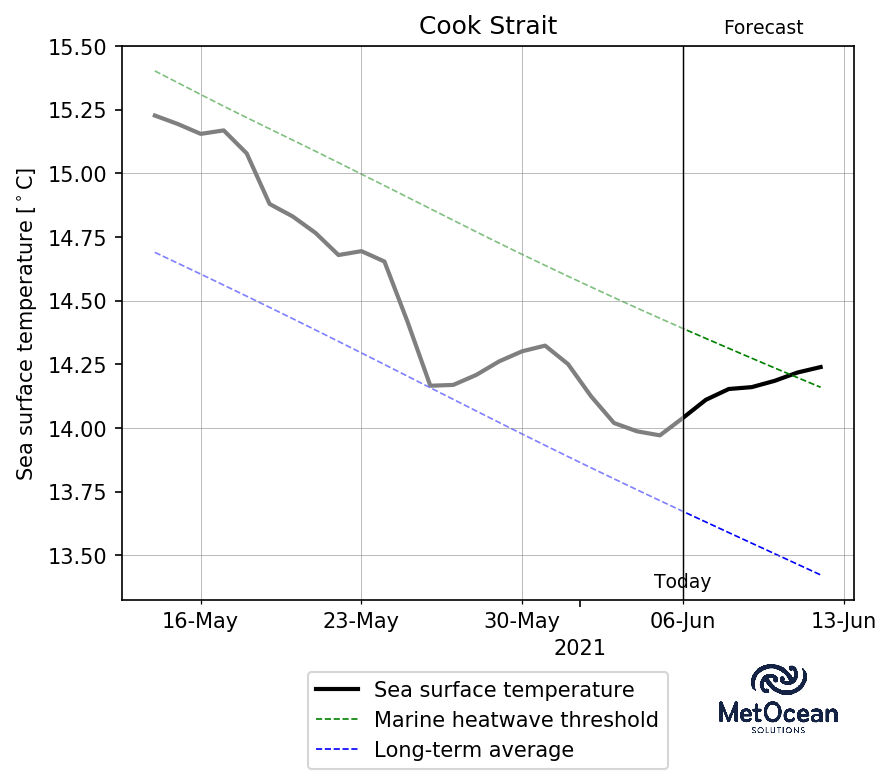 Cook Strait
Forecast
15.50
15.25
15.00
14.75
14.50
14.25
14.00
13.75
13.50
Sea surface temperature [°C]
Today
16-May
23-May
30-May
06-Jun
13-Jun
2021
Sea surface temperature
Marine heatwave threshold
Long-term average
MetOcean
SOLUTIONS